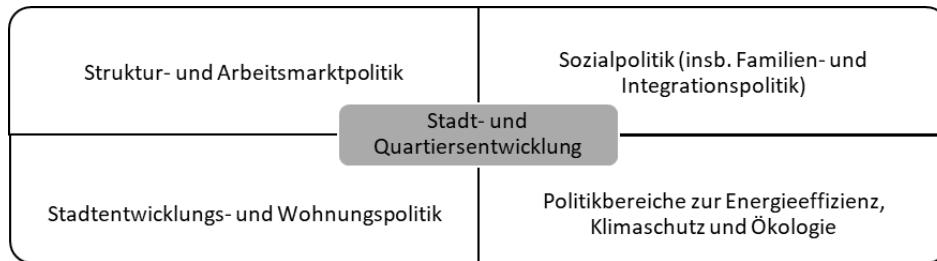 Struktur- und Arbeitsmarktpolitik
Sozialpolitik (insb. Familien- und
Integrationspolitik)
Stadt- und
Quartiersentwicklung
Stadtentwicklungs- und Wohnungspolitik
Politikbereiche zur Energieeffizienz,
Klimaschutz und Ökologie